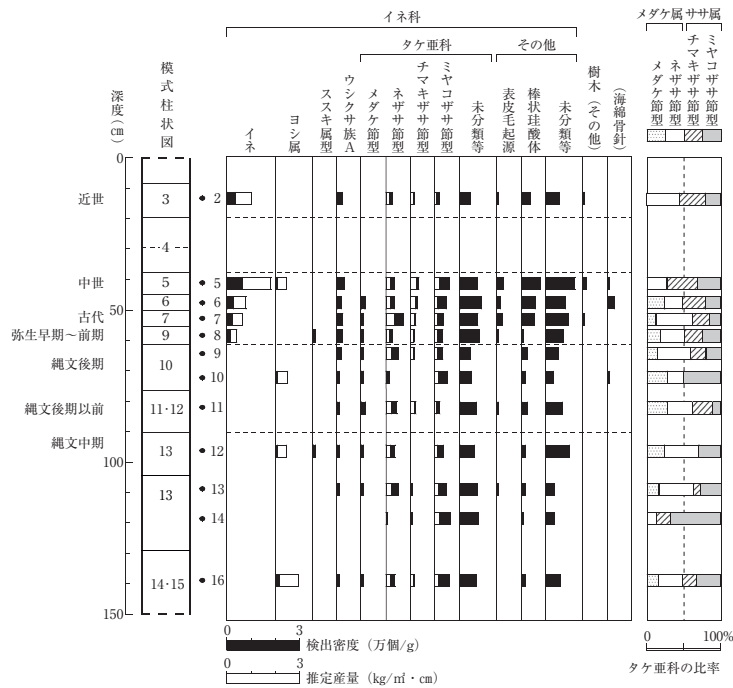 イネ科
メダケ属 ササ属
タケ亜科
その他
深度(㎝)
模式柱状図
イネ
ヨシ属
ススキ属型
ウシクサ族A
メダケ節型
ネザサ節型
チマキザサ節型
ミヤコザサ節型
未分類等
表皮毛起源
棒状珪酸体
未分類等
樹木(その他)
(海綿骨針)
メダケ節型
ネザサ節型
チマキザサ節型
ミヤコザサ節型
0
近世
3
2
4
中世
5
5
50
6
6
古代
7
7
弥生早期~前期
9
8
縄文後期
10
9
10
縄文後期以前
11・12
11
縄文中期
13
12
100
13
13
14
14・15
16
150
0 3
検出密度(万個/g)
0 3
推定産量(kg/㎡・㎝)
0 100%
タケ亜科の比率